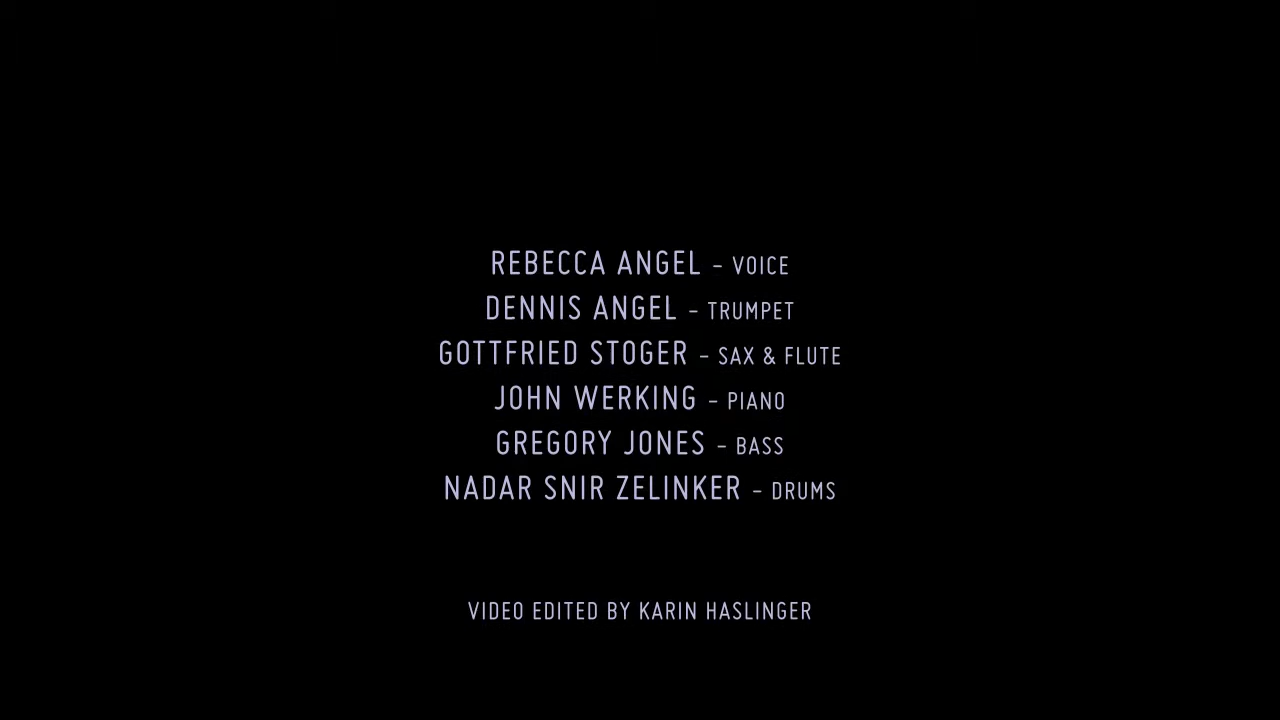 REBECCA ANGEL – VOICE
DENNIS ANGEL – TRUMPET
GOTTFRIED STOGER – SAX & FLUTE
JOHN WERKING – PIANO
GREGORY JONES – BASS
NADAR SNIR ZELINKER – DRUMS
VIDEO EDITED BY KARIN HASLINGER